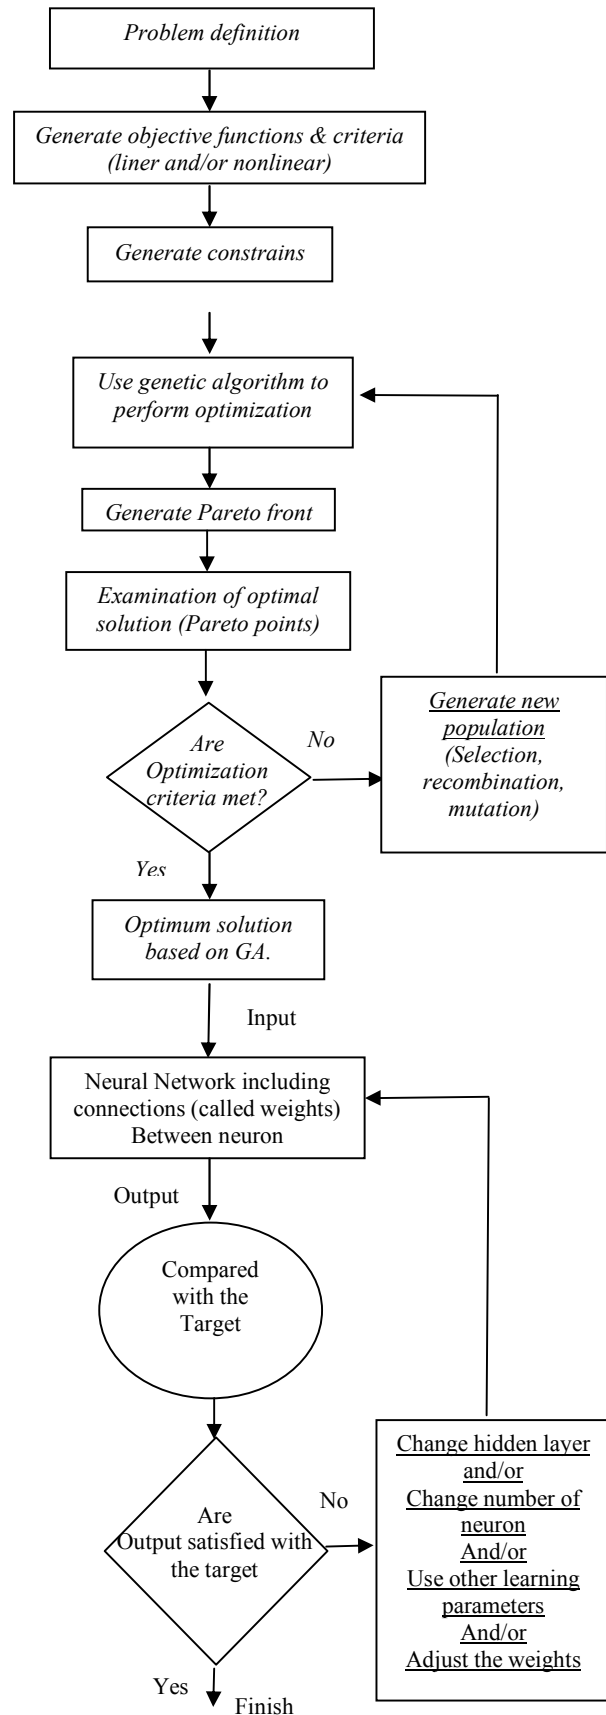 Problem definition
Generate objective functions & criteria
(liner and/or nonlinear)
Generate constrains
Use genetic algorithm to
perform optimization
Generate Pareto front
Examination of optimal
solution (Pareto points)
Are
Optimization
criteria met?
No
Generate new
population
(Selection,
recombination,
mutation)
Yes
Optimum solution
based on GA.
Input
Neural Network including
connections (called weights)
Between neuron
Output
Compared
with the
Target
Are
Output satisfied with
the target
No
Change hidden layer
and/or
Change number of
neuron
And/or
Use other learning
parameters
And/or
Adjust the weights
Yes
Finish